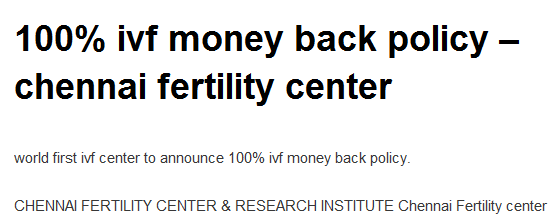 100% ivf money back policy –
chennai fertility center
world first ivf center to announce 100% ivf money back policy.
CHENNAI FERTILITY CENTER & RESEARCH INSTITUTE Chennai Fertility center